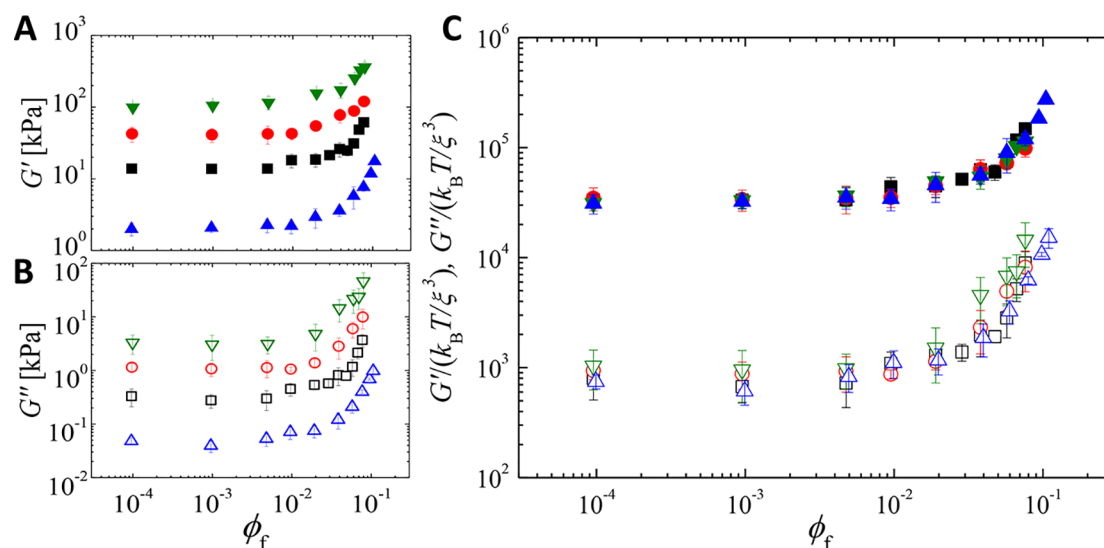 A
G′ [kPa]
10³
10²
10¹
10⁰
B
G″ [kPa]
10²
10¹
10⁰
10⁻¹
10⁻²
10⁻⁴ 10⁻³ 10⁻² 10⁻¹
ϕf
C
G′/(kBT/ξ³), G″/(kBT/ξ³)
10⁶
10⁵
10⁴
10³
10²
10⁻⁴ 10⁻³ 10⁻² 10⁻¹
ϕf